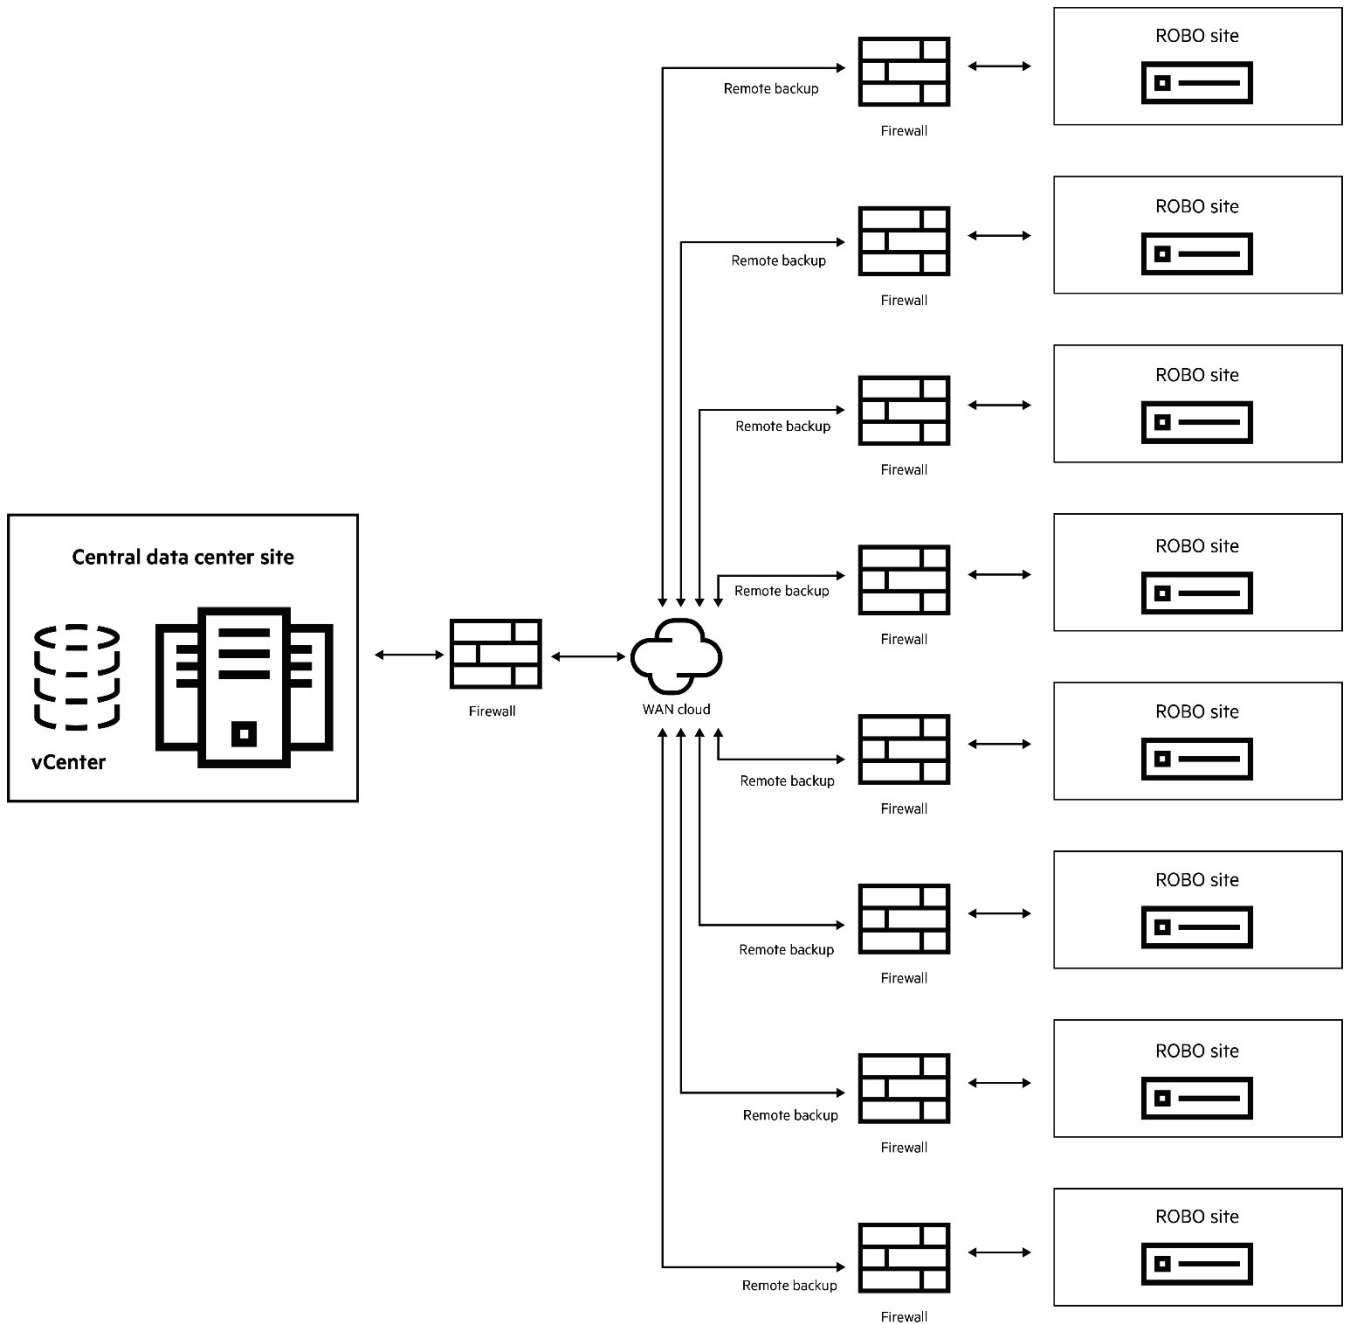 ROBO site
Remote backup
Firewall
ROBO site
Remote backup
Firewall
ROBO site
Remote backup
Firewall
ROBO site
Remote backup
Firewall
Central data center site
vCenter
Firewall
WAN cloud
ROBO site
Remote backup
Firewall
ROBO site
Remote backup
Firewall
ROBO site
Remote backup
Firewall
ROBO site
Remote backup
Firewall